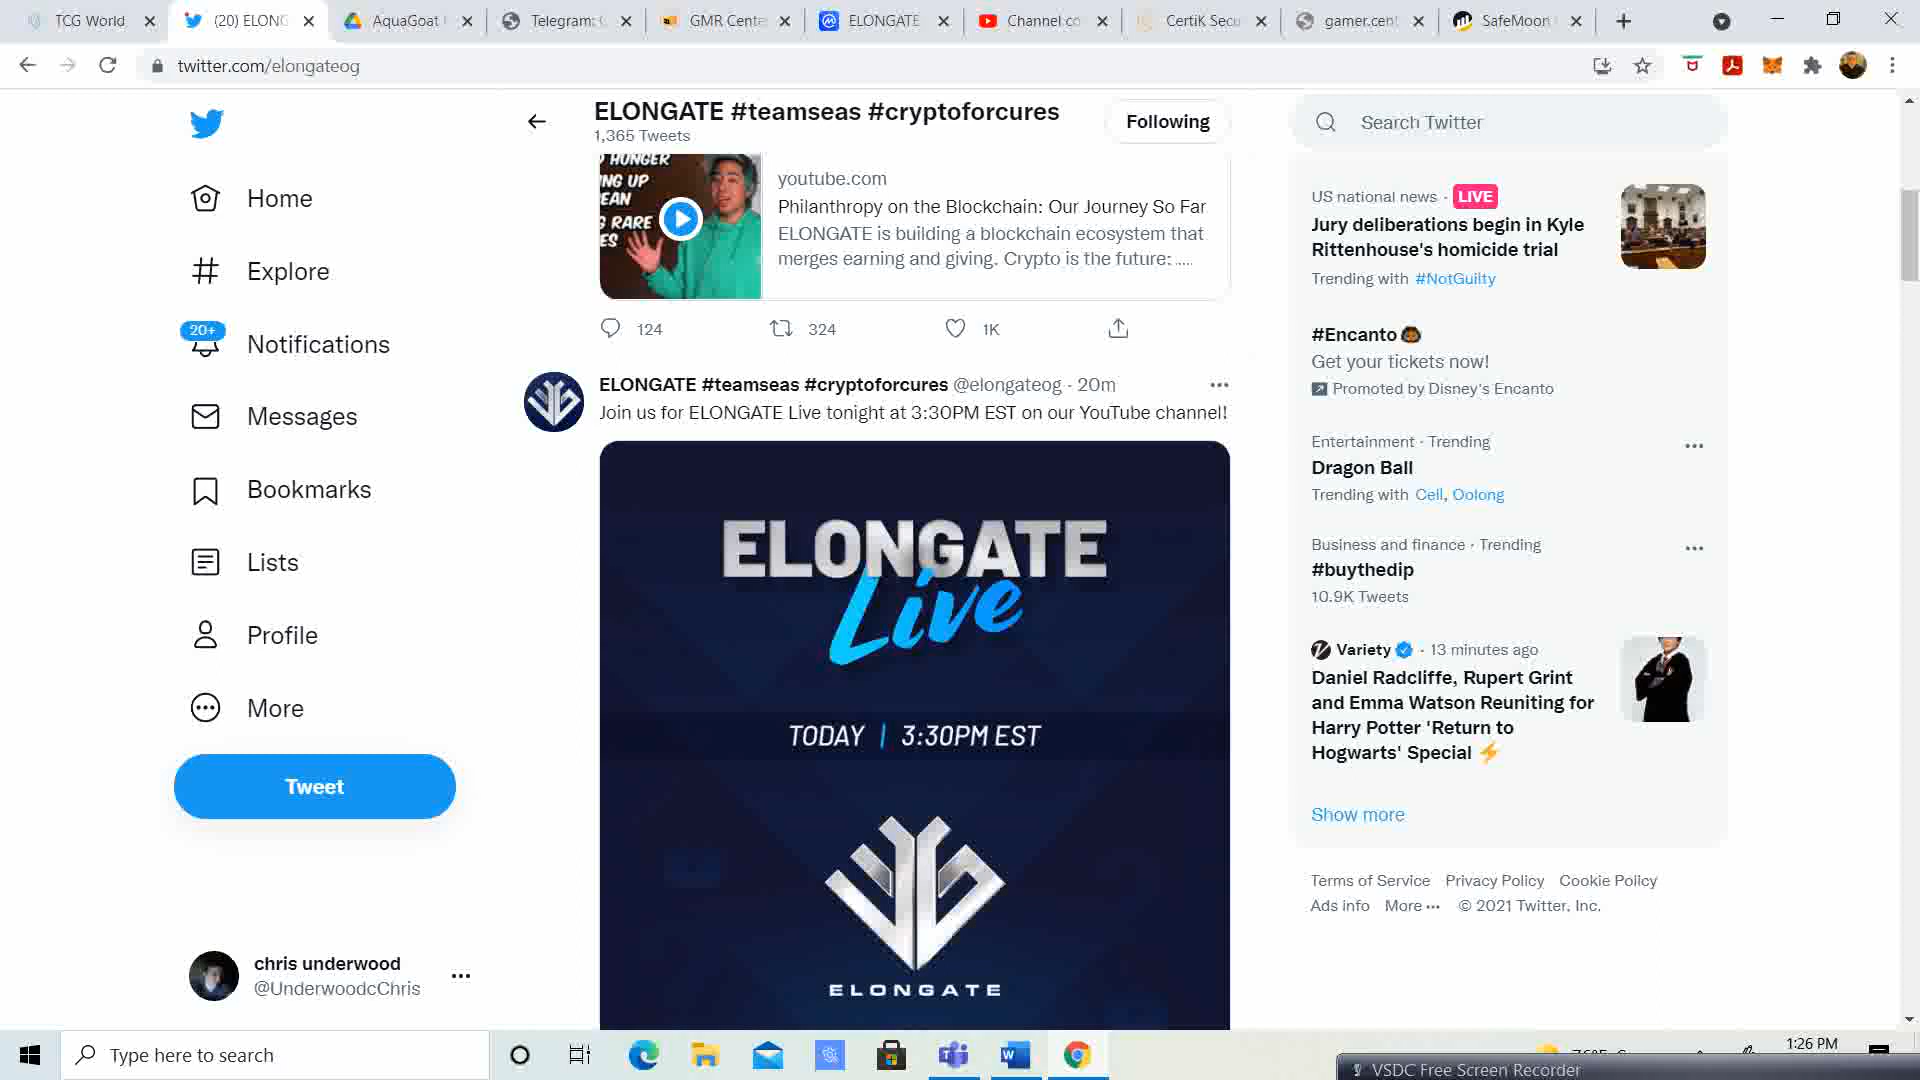 TCG World
(20) ELONG
AquaGoat
Telegram:
GMR Cente
ELONGATE
Channel co
CertiK Secu
gamer.cent
SafeMoon
twitter.com/elongateog
ELONGATE #teamseas #cryptoforcures
1,365 Tweets
Following
Search Twitter
Home
Explore
20+
Notifications
Messages
Bookmarks
Lists
Profile
More
Tweet
chris underwood
@UnderwoodcChris
HUNGER
NG UP
EAN
RARE
ES
youtube.com
Philanthropy on the Blockchain: Our Journey So Far
ELONGATE is building a blockchain ecosystem that
merges earning and giving. Crypto is the future: .....
124
324
1K
ELONGATE #teamseas #cryptoforcures @elongateog · 20m
Join us for ELONGATE Live tonight at 3:30PM EST on our YouTube channel!
ELONGATE
Live
TODAY | 3:30PM EST
ELONGATE
US national news · LIVE
Jury deliberations begin in Kyle
Rittenhouse's homicide trial
Trending with #NotGuilty
#Encanto
Get your tickets now!
Promoted by Disney's Encanto
Entertainment · Trending
Dragon Ball
Trending with Cell, Oolong
Business and finance · Trending
#buythedip
10.9K Tweets
Variety · 13 minutes ago
Daniel Radcliffe, Rupert Grint
and Emma Watson Reuniting for
Harry Potter 'Return to
Hogwarts' Special ⚡
Show more
Terms of Service Privacy Policy Cookie Policy
Ads info More ••• © 2021 Twitter, Inc.
Type here to search
1:26 PM
VSDC Free Screen Recorder